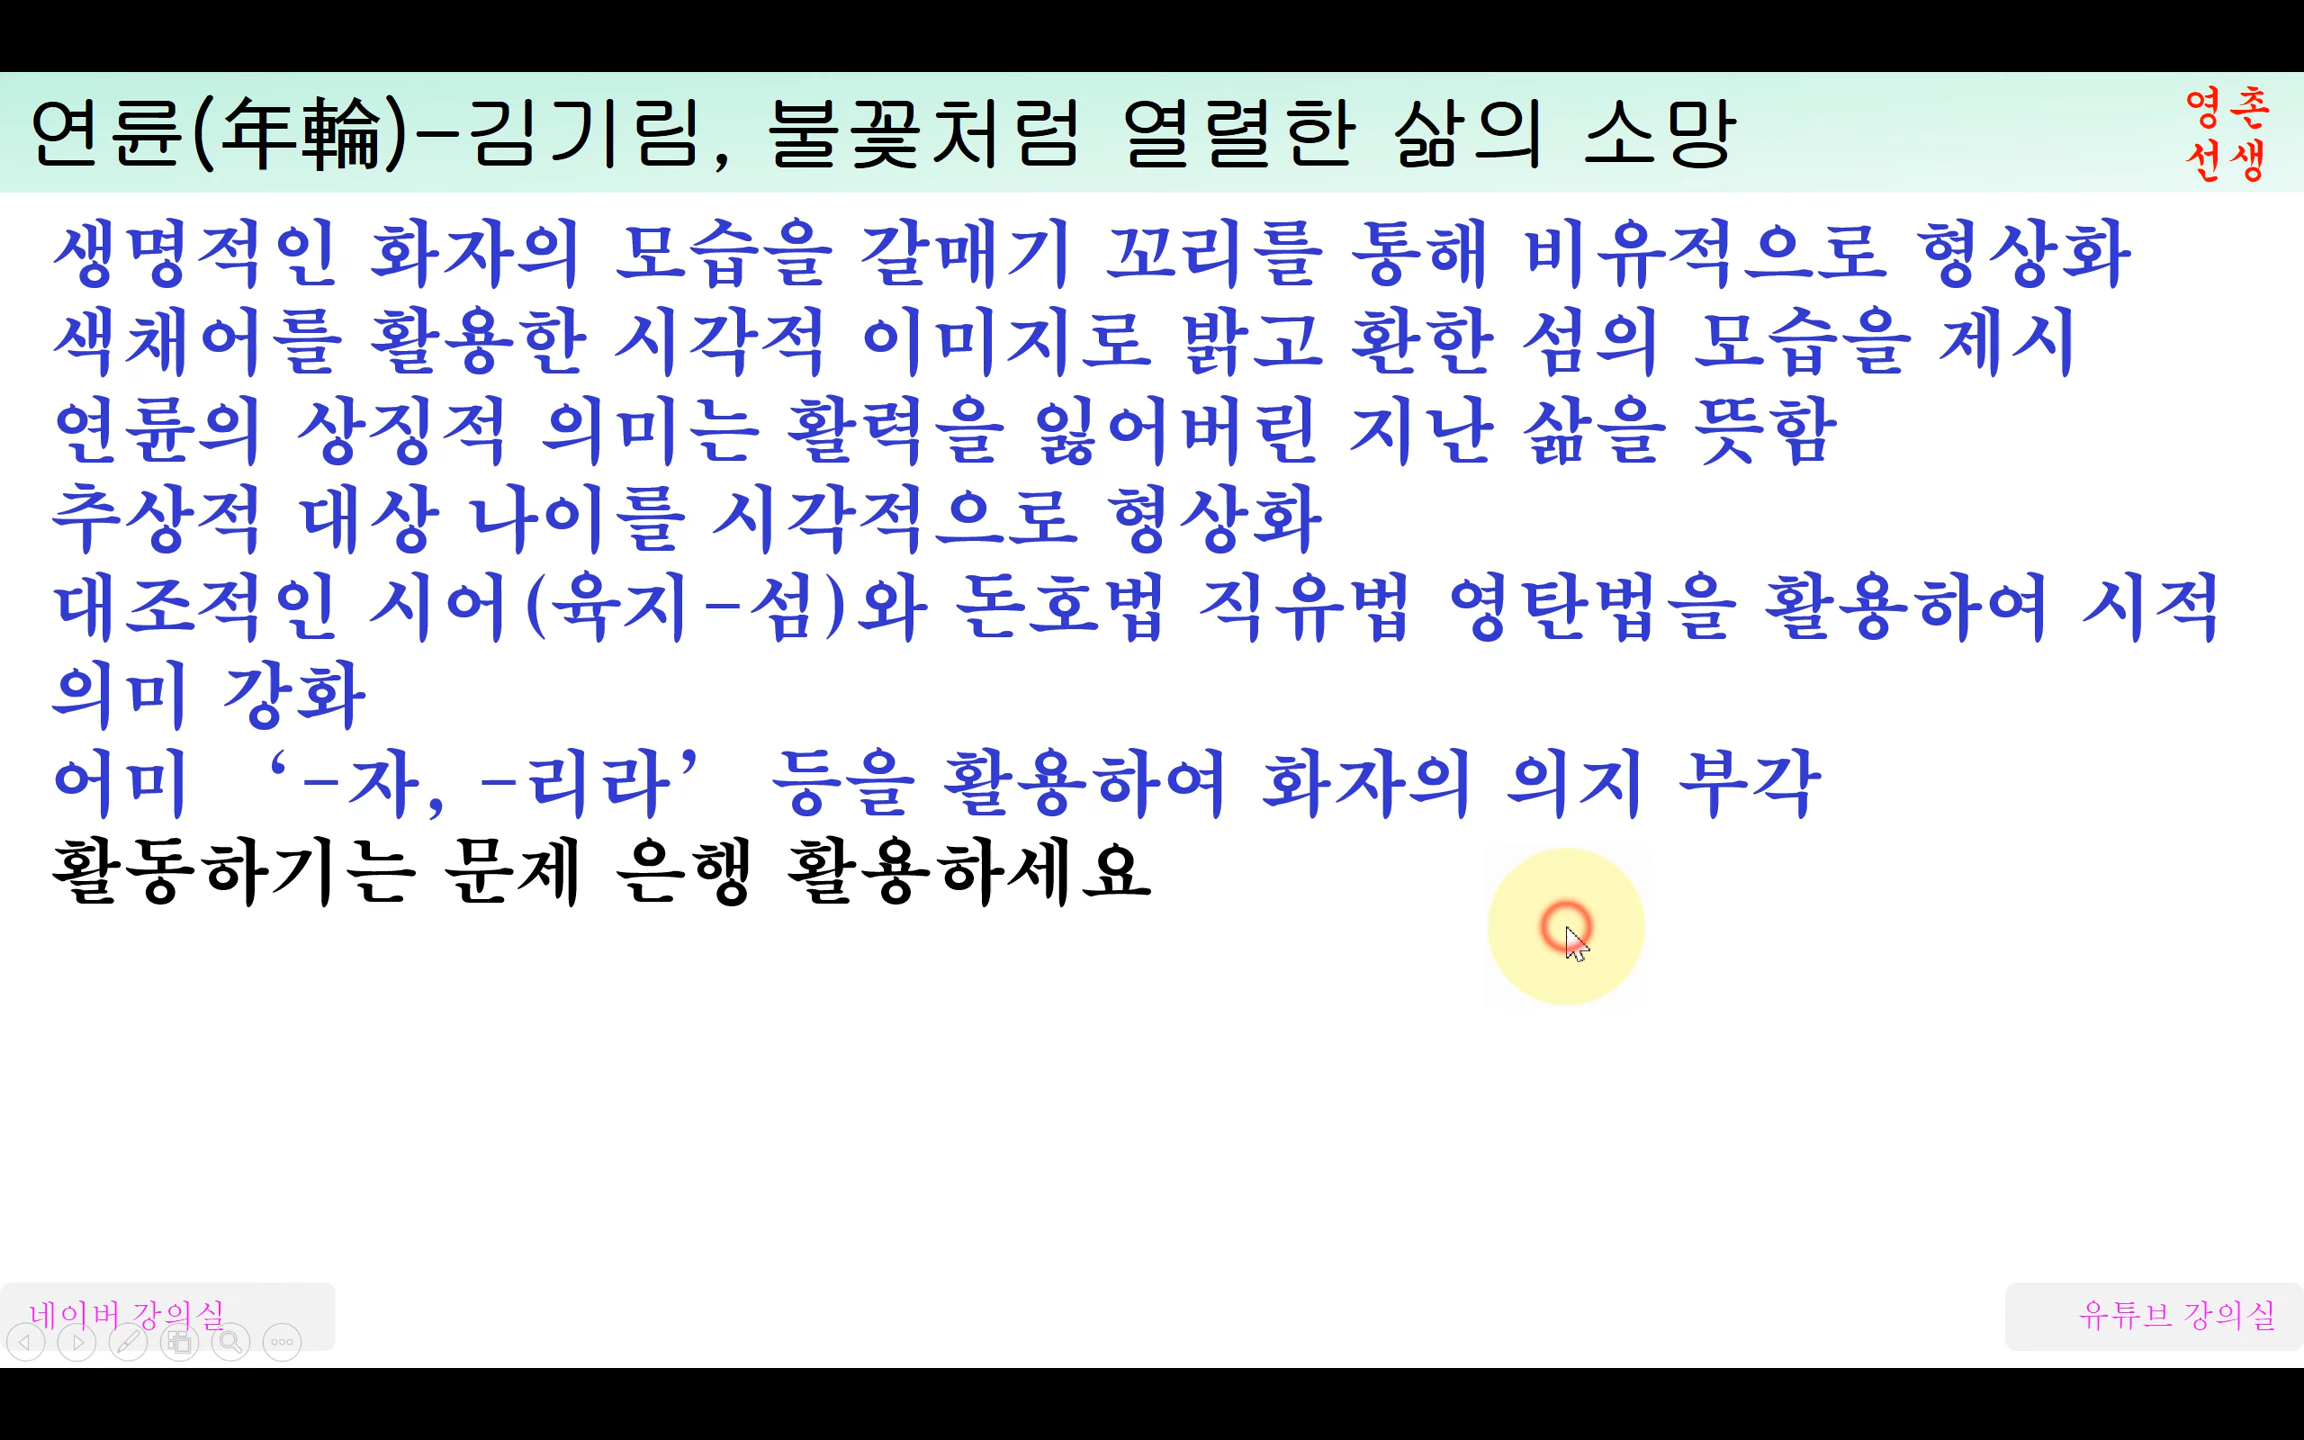 연륜(年輪)-김기림, 불꽃처럼 열렬한 삶의 소망
영촌
선생
생명적인 화자의 모습을 갈매기 꼬리를 통해 비유적으로 형상화
색채어를 활용한 시각적 이미지로 밝고 환한 섬의 모습을 제시
연륜의 상징적 의미는 활력을 잃어버린 지난 삶을 뜻함
추상적 대상 나이를 시각적으로 형상화
대조적인 시어(육지-섬)와 돈호법 직유법 영탄법을 활용하여 시적
의미 강화
어미 ‘-자, -리라’ 등을 활용하여 화자의 의지 부각
활동하기는 문제 은행 활용하세요
네이버 강의실
유튜브 강의실